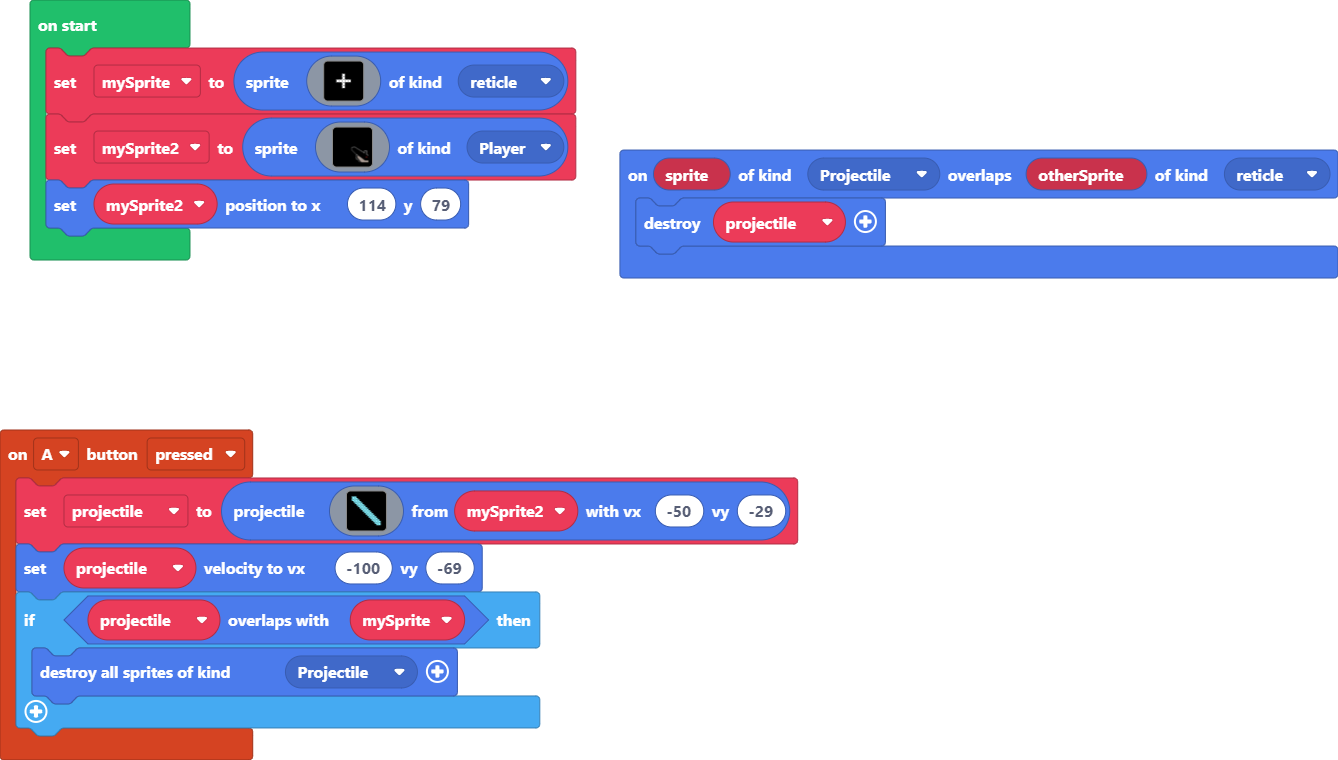 on start
set mySprite to sprite of kind reticle
set mySprite2 to sprite of kind Player
set mySprite2 position to x 114 y 79
on sprite of kind Projectile overlaps otherSprite of kind reticle
destroy projectile
on A button pressed
set projectile to projectile from mySprite2 with vx -50 vy -29
set projectile velocity to vx -100 vy -69
if projectile overlaps with mySprite then
destroy all sprites of kind Projectile